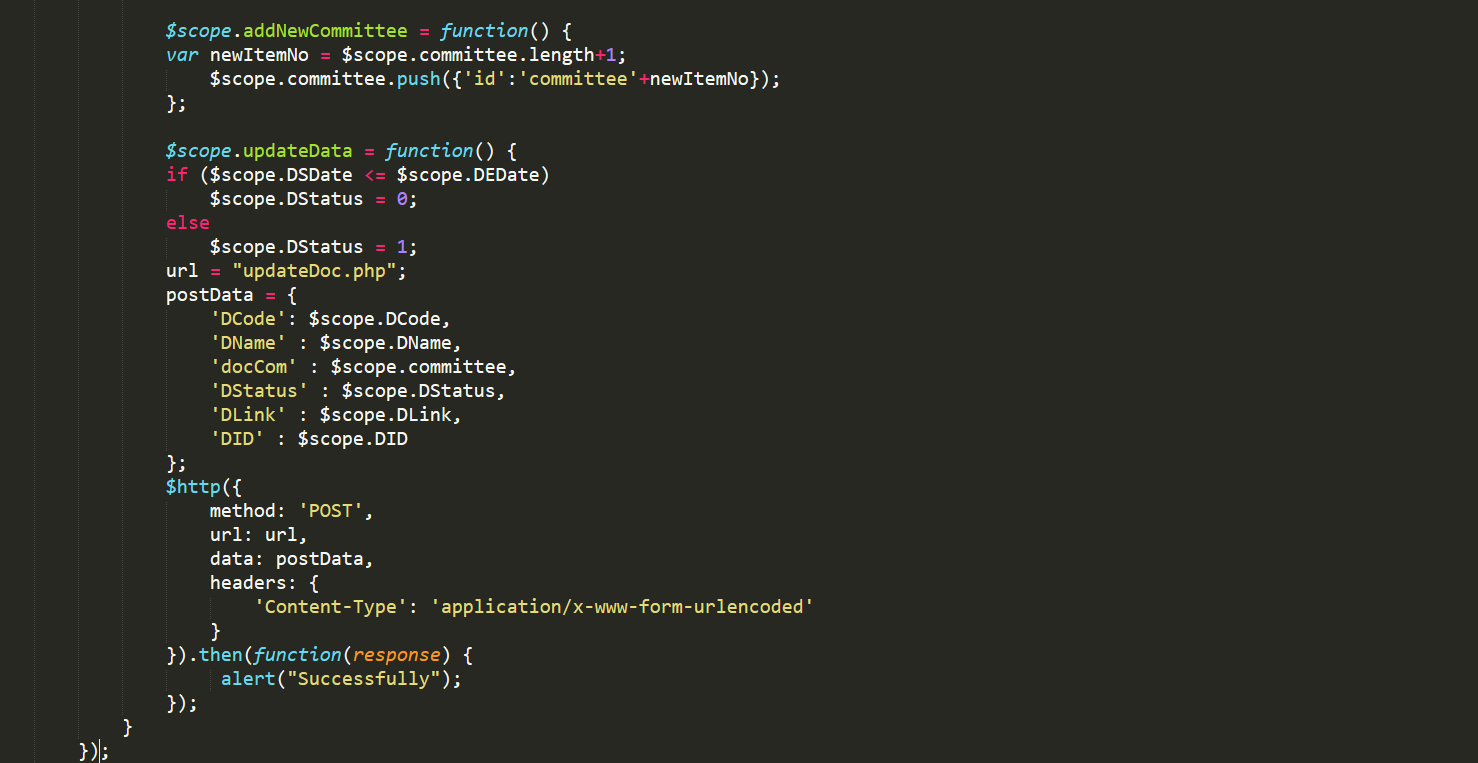 $scope.addNewCommittee = function() {
var newItemNo = $scope.committee.length+1;
$scope.committee.push({'id':'committee'+newItemNo});
};
$scope.updateData = function() {
if ($scope.DSDate <= $scope.DEDate)
$scope.DStatus = 0;
else
$scope.DStatus = 1;
url = "updateDoc.php";
postData = {
'DCode': $scope.DCode,
'DName' : $scope.DName,
'docCom' : $scope.committee,
'DStatus' : $scope.DStatus,
'DLink' : $scope.DLink,
'DID' : $scope.DID
};
$http({
method: 'POST',
url: url,
data: postData,
headers: {
'Content-Type': 'application/x-www-form-urlencoded'
}
}).then(function(response) {
alert("Successfully");
});
}
});